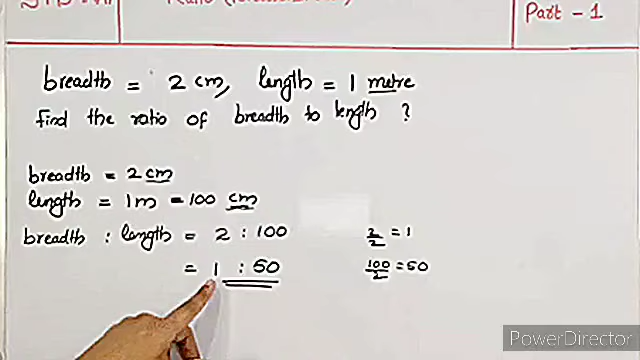 Part - 1
breadth = 2 cm, length = 1 metre
Find the ratio of breadth to length ?
breadth = 2 cm
length = 1m = 100 cm
breadth : length = 2 : 100
2/2 = 1
= 1 : 50
100/2 = 50
PowerDirector